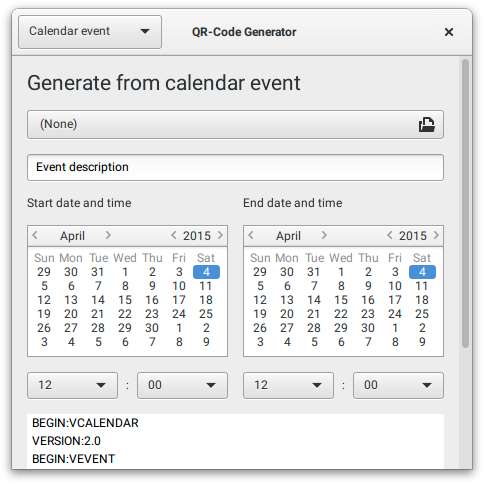 Calendar event QR-Code Generator
Generate from calendar event
(None)
Event description
Start date and time End date and time
April 2015 April 2015
Sun Mon Tue Wed Thu Fri Sat Sun Mon Tue Wed Thu Fri Sat
29 30 31 1 2 3 4 29 30 31 1 2 3 4
5 6 7 8 9 10 11 5 6 7 8 9 10 11
12 13 14 15 16 17 18 12 13 14 15 16 17 18
19 20 21 22 23 24 25 19 20 21 22 23 24 25
26 27 28 29 30 1 2 26 27 28 29 30 1 2
3 4 5 6 7 8 9 3 4 5 6 7 8 9
12 : 00 12 : 00
BEGIN:VCALENDAR
VERSION:2.0
BEGIN:VEVENT